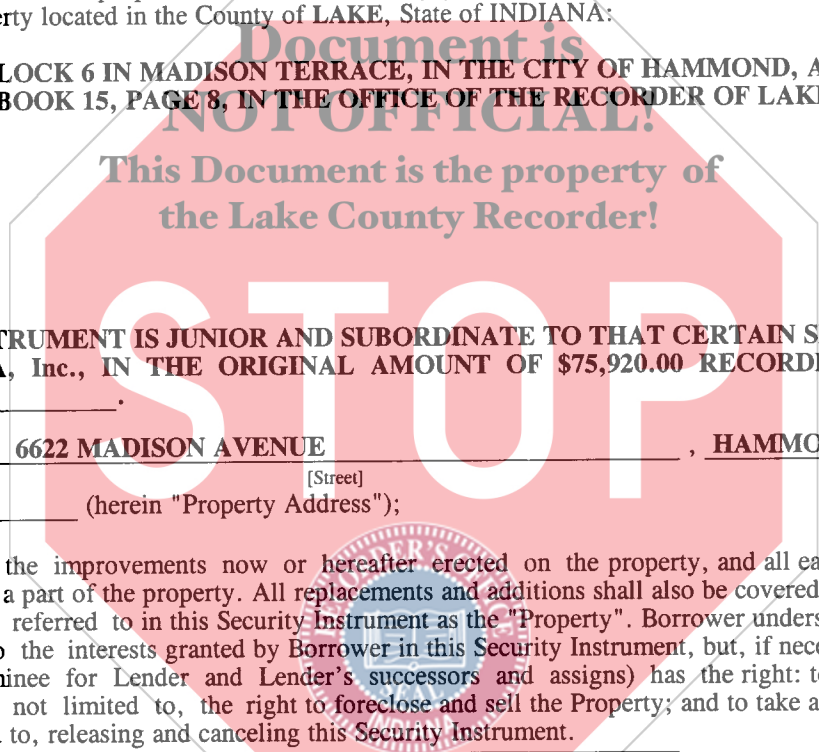 erty located in the County of LAKE, State of INDIANA:
Document is
LOCK 6 IN MADISON TERRACE, IN THE CITY OF HAMMOND, A
BOOK 15, PAGE 8, IN THE OFFICE OF THE RECORDER OF LAKE
NOT OFFICIAL!
This Document is the property of
the Lake County Recorder!
STOP
TRUMENT IS JUNIOR AND SUBORDINATE TO THAT CERTAIN S
A, Inc., IN THE ORIGINAL AMOUNT OF $75,920.00 RECORDE
.
6622 MADISON AVENUE , HAMMO
[Street]
(herein "Property Address");
the improvements now or hereafter erected on the property, and all ea
a part of the property. All replacements and additions shall also be covered
referred to in this Security Instrument as the "Property". Borrower unders
the interests granted by Borrower in this Security Instrument, but, if nece
inee for Lender and Lender's successors and assigns) has the right: t
not limited to, the right to foreclose and sell the Property; and to take a
to, releasing and canceling this Security Instrument.
RECORDER'S OFFICE
SEAL
INDIANA